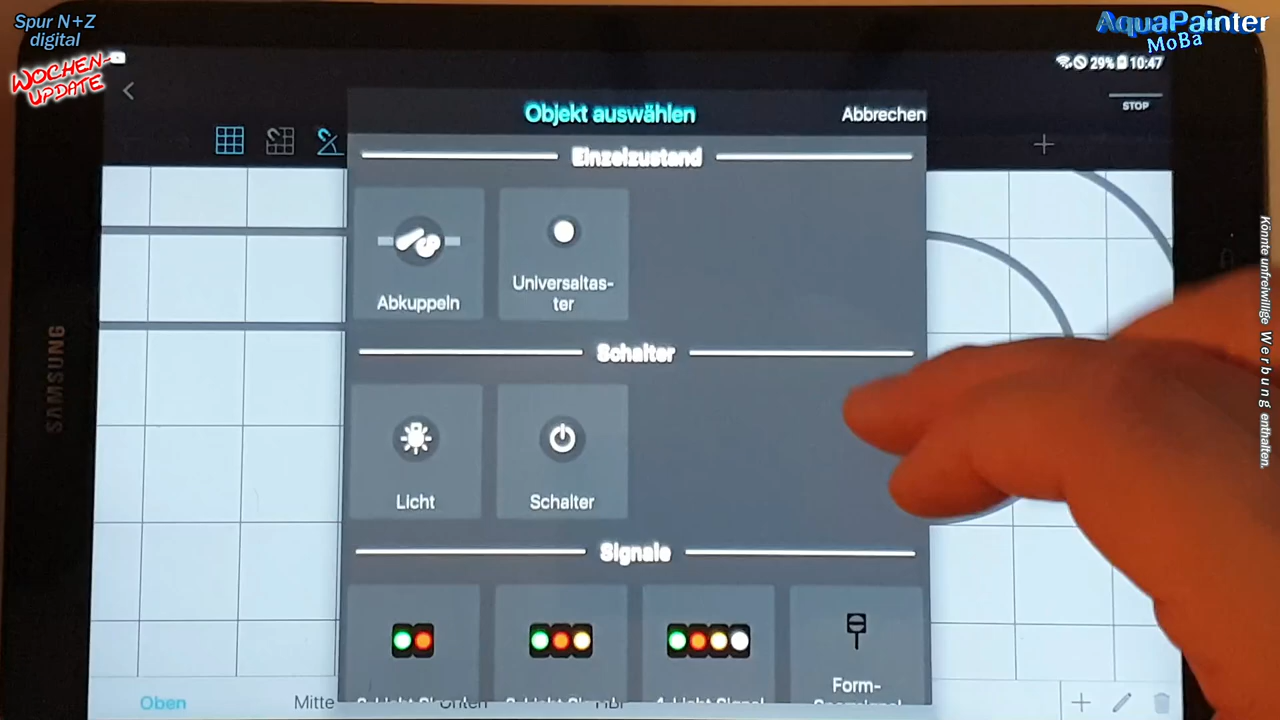 Spur N+Z
digital
WOCHEN-
UPDATE
AquaPainter
MoBa
29% 10:47
STOP
Objekt auswählen
Abbrechen
Einzelzustand
Abkuppeln
Universaltas-
ter
Schalter
Licht
Schalter
Signale
Form-
Oben
Mitte
Unten
SAMSUNG
Könnte unfreiwillige Werbung enthalten.